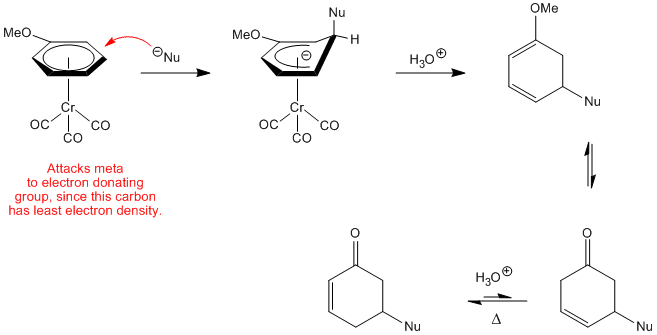 MeO
⊖Nu
Cr
OC
CO
CO
Attacks meta
to electron donating
group, since this carbon
has least electron density.
Nu
MeO
H
⊖
Cr
OC
CO
CO
H₃O⊕
OMe
Nu
O
Nu
H₃O⊕
Δ
O
Nu